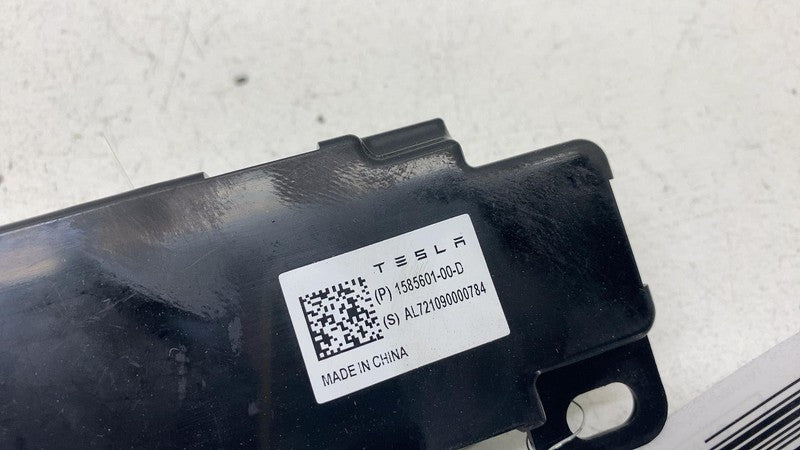 TESLA
(P) 1585601-00-D
(S) AL721090000784
MADE IN CHINA